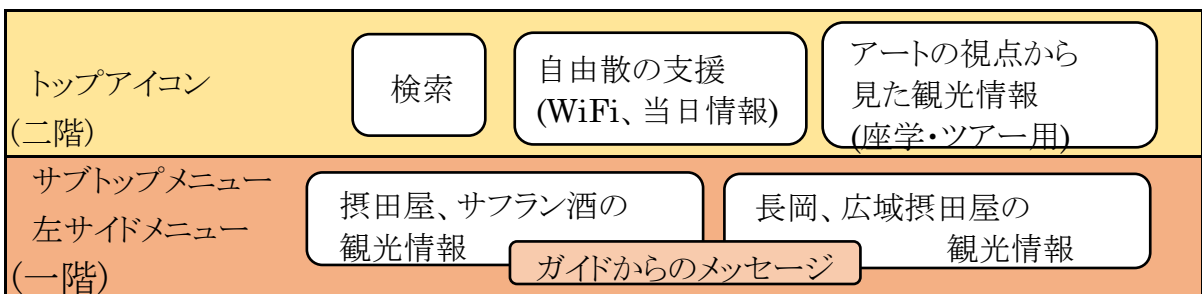 トップアイコン
(二階)
検索
自由散の支援
(WiFi、当日情報)
アートの視点から
見た観光情報
(座学・ツアー用)
サブトップメニュー
左サイドメニュー
(一階)
摂田屋、サフラン酒の
観光情報
長岡、広域摂田屋の
観光情報
ガイドからのメッセージ